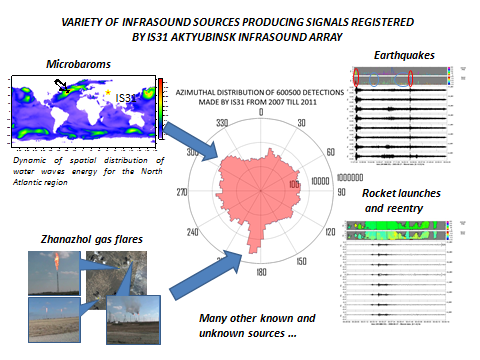 VARIETY OF INFRASOUND SOURCES PRODUCING SIGNALS REGISTERED
BY IS31 AKTYUBINSK INFRASOUND ARRAY
Microbaroms
IS31
Dynamic of spatial distribution of
water waves energy for the North
Atlantic region
Zhanazhol gas flares
AZIMUTHAL DISTRIBUTION OF 600500 DETECTIONS
MADE BY IS31 FROM 2007 TILL 2011
0
330
30
300
60
100
10000
1000000
270
90
240
120
150
180
Many other known and
unknown sources ...
Earthquakes
Rocket launches
and reentry